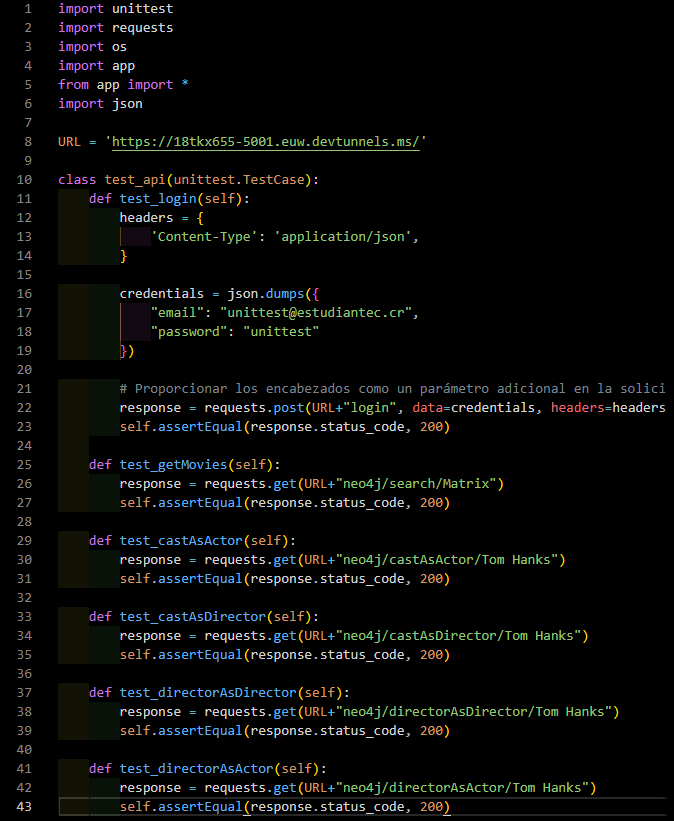 1 import unittest
2 import requests
3 import os
4 import app
5 from app import *
6 import json
7
8 URL = 'https://18tkx655-5001.euw.devtunnels.ms/'
9
10 class test_api(unittest.TestCase):
11     def test_login(self):
12         headers = {
13             'Content-Type': 'application/json',
14         }
15
16         credentials = json.dumps({
17             "email": "unittest@estudiantec.cr",
18             "password": "unittest"
19         })
20
21         # Proporcionar los encabezados como un parámetro adicional en la solici
22         response = requests.post(URL+"login", data=credentials, headers=headers
23         self.assertEqual(response.status_code, 200)
24
25     def test_getMovies(self):
26         response = requests.get(URL+"neo4j/search/Matrix")
27         self.assertEqual(response.status_code, 200)
28
29     def test_castAsActor(self):
30         response = requests.get(URL+"neo4j/castAsActor/Tom Hanks")
31         self.assertEqual(response.status_code, 200)
32
33     def test_castAsDirector(self):
34         response = requests.get(URL+"neo4j/castAsDirector/Tom Hanks")
35         self.assertEqual(response.status_code, 200)
36
37     def test_directorAsDirector(self):
38         response = requests.get(URL+"neo4j/directorAsDirector/Tom Hanks")
39         self.assertEqual(response.status_code, 200)
40
41     def test_directorAsActor(self):
42         response = requests.get(URL+"neo4j/directorAsActor/Tom Hanks")
43         self.assertEqual(response.status_code, 200)